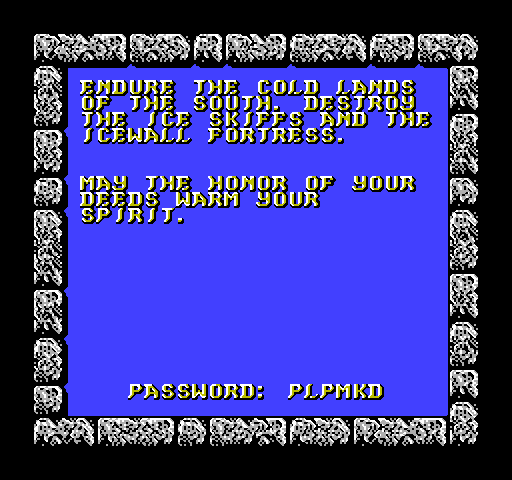 ENDURE THE COLD LANDS
OF THE SOUTH. DESTROY
THE ICE SKIFFS AND THE
ICEWALL FORTRESS.
MAY THE HONOR OF YOUR
DEEDS WARM YOUR
SPIRIT.
PASSWORD: PLPMKD